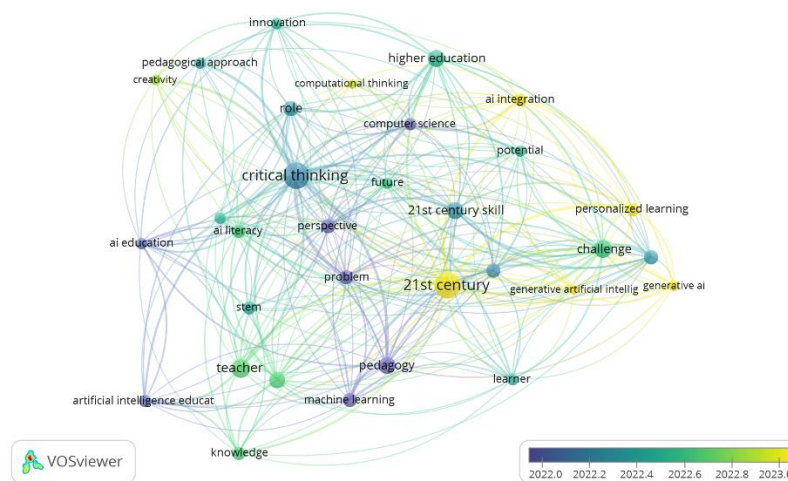 innovation
higher education
pedagogical approach
creativity
computational thinking
ai integration
role
computer science
potential
critical thinking
future
21st century skill
personalized learning
ai literacy
perspective
ai education
challenge
problem
21st century
generative artificial intellig
generative ai
stem
teacher
pedagogy
learner
artificial intelligence educat
machine learning
knowledge
VOSviewer
2022.0 2022.2 2022.4 2022.6 2022.8 2023.0